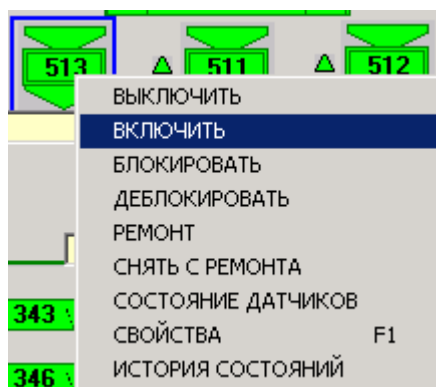 513 511 512
ВЫКЛЮЧИТЬ
ВКЛЮЧИТЬ
БЛОКИРОВАТЬ
ДЕБЛОКИРОВАТЬ
РЕМОНТ
СНЯТЬ С РЕМОНТА
СОСТОЯНИЕ ДАТЧИКОВ
343
СВОЙСТВА F1
ИСТОРИЯ СОСТОЯНИЙ
346